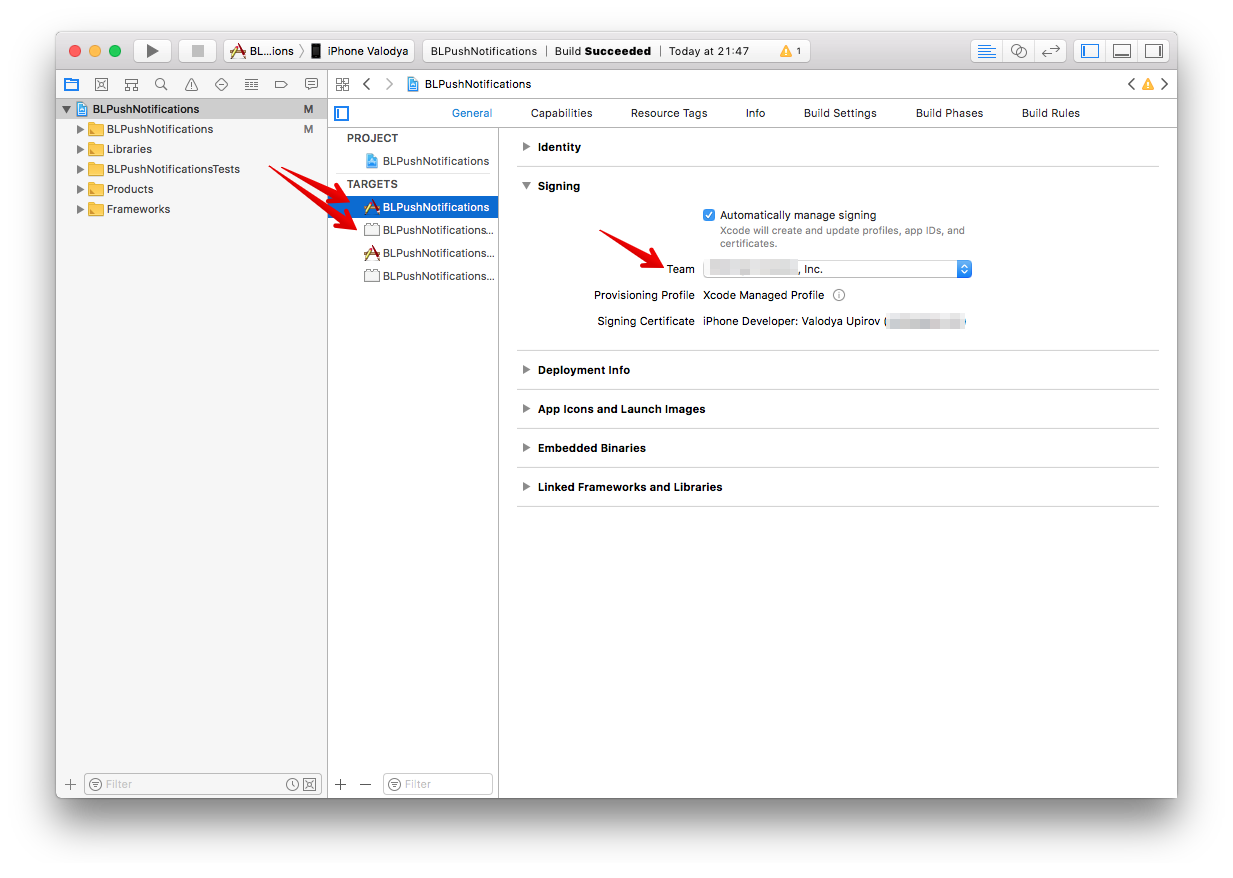 BL...ions
iPhone Valodya
BLPushNotifications | Build Succeeded | Today at 21:47
1
BLPushNotifications
BLPushNotifications M
BLPushNotifications M
Libraries
BLPushNotificationsTests
Products
Frameworks
Filter
General Capabilities Resource Tags Info Build Settings Build Phases Build Rules
PROJECT
BLPushNotifications
TARGETS
BLPushNotifications
BLPushNotifications...
BLPushNotifications...
BLPushNotifications...
Filter
Identity
Signing
Automatically manage signing
Xcode will create and update profiles, app IDs, and
certificates.
Team , Inc.
Provisioning Profile Xcode Managed Profile
Signing Certificate iPhone Developer: Valodya Upirov ( )
Deployment Info
App Icons and Launch Images
Embedded Binaries
Linked Frameworks and Libraries